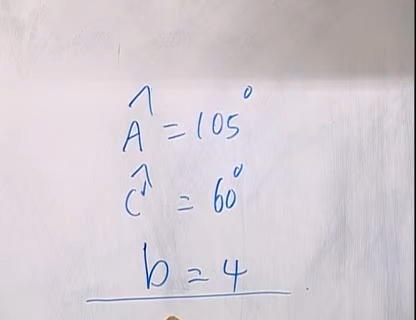 Â = 105°
Ĉ = 60°
b = 4